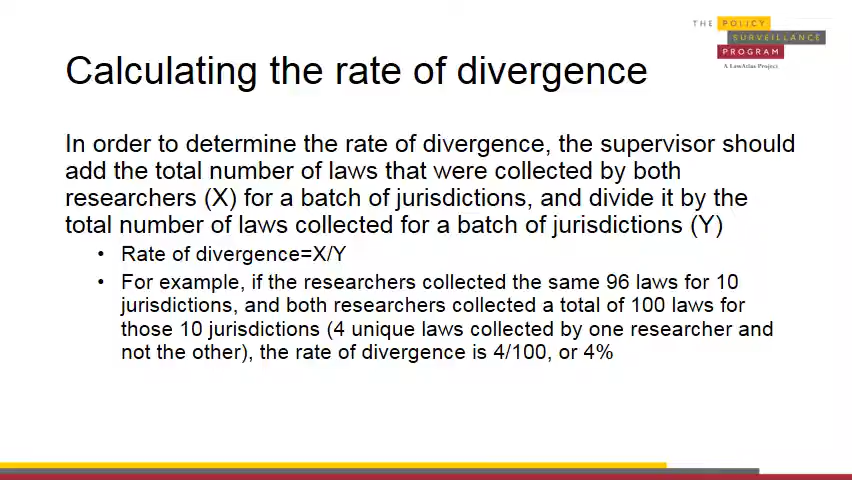 THE POLICY
SURVEILLANCE
PROGRAM
A LawAtlas Project
Calculating the rate of divergence
In order to determine the rate of divergence, the supervisor should
add the total number of laws that were collected by both
researchers (X) for a batch of jurisdictions, and divide it by the
total number of laws collected for a batch of jurisdictions (Y)
• Rate of divergence=X/Y
• For example, if the researchers collected the same 96 laws for 10
jurisdictions, and both researchers collected a total of 100 laws for
those 10 jurisdictions (4 unique laws collected by one researcher and
not the other), the rate of divergence is 4/100, or 4%